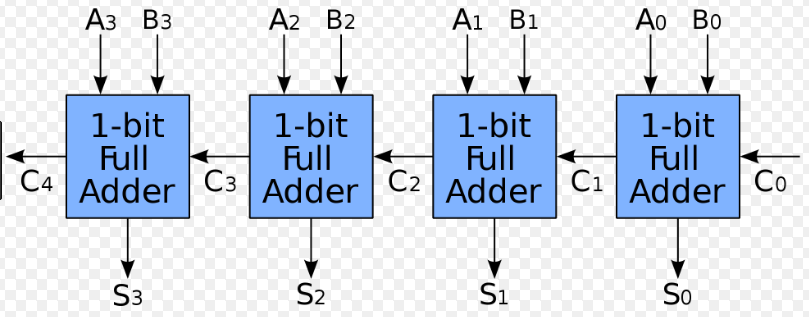 A3 B3 A2 B2 A1 B1 A0 B0
1-bit Full Adder 1-bit Full Adder 1-bit Full Adder 1-bit Full Adder
C4 C3 C2 C1 C0
S3 S2 S1 S0